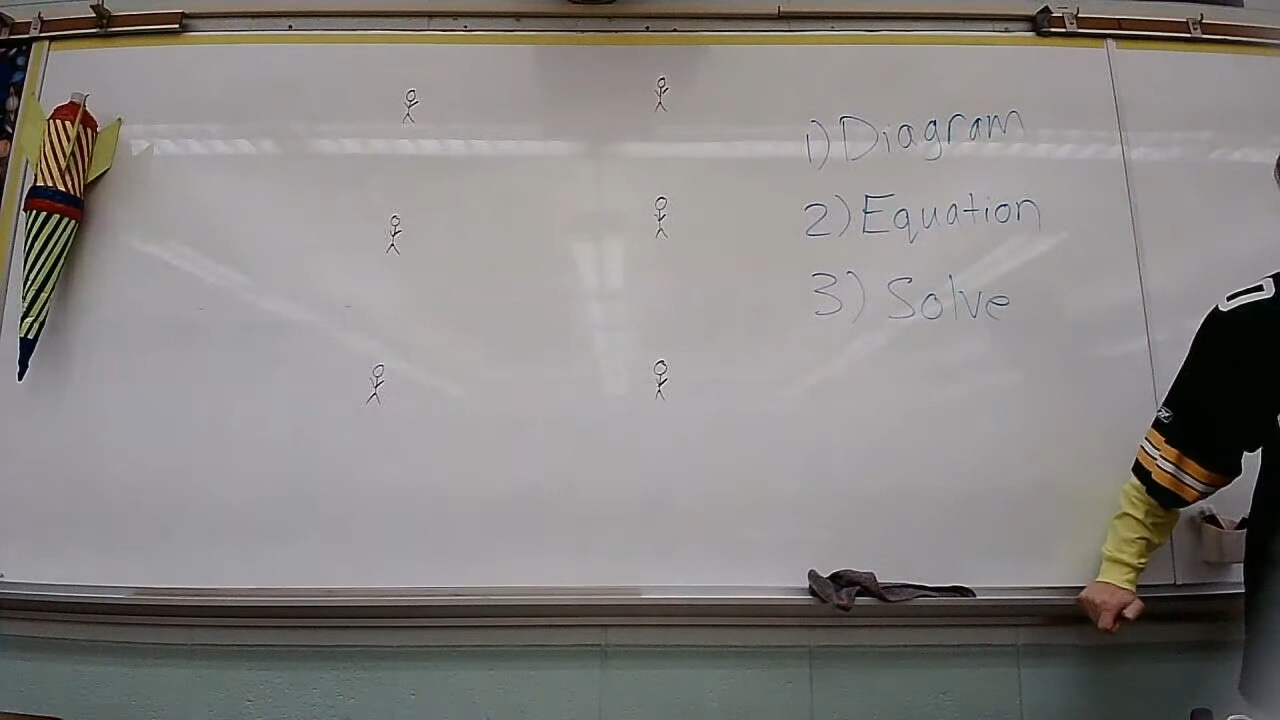 1) Diagram
2) Equation
3) Solve